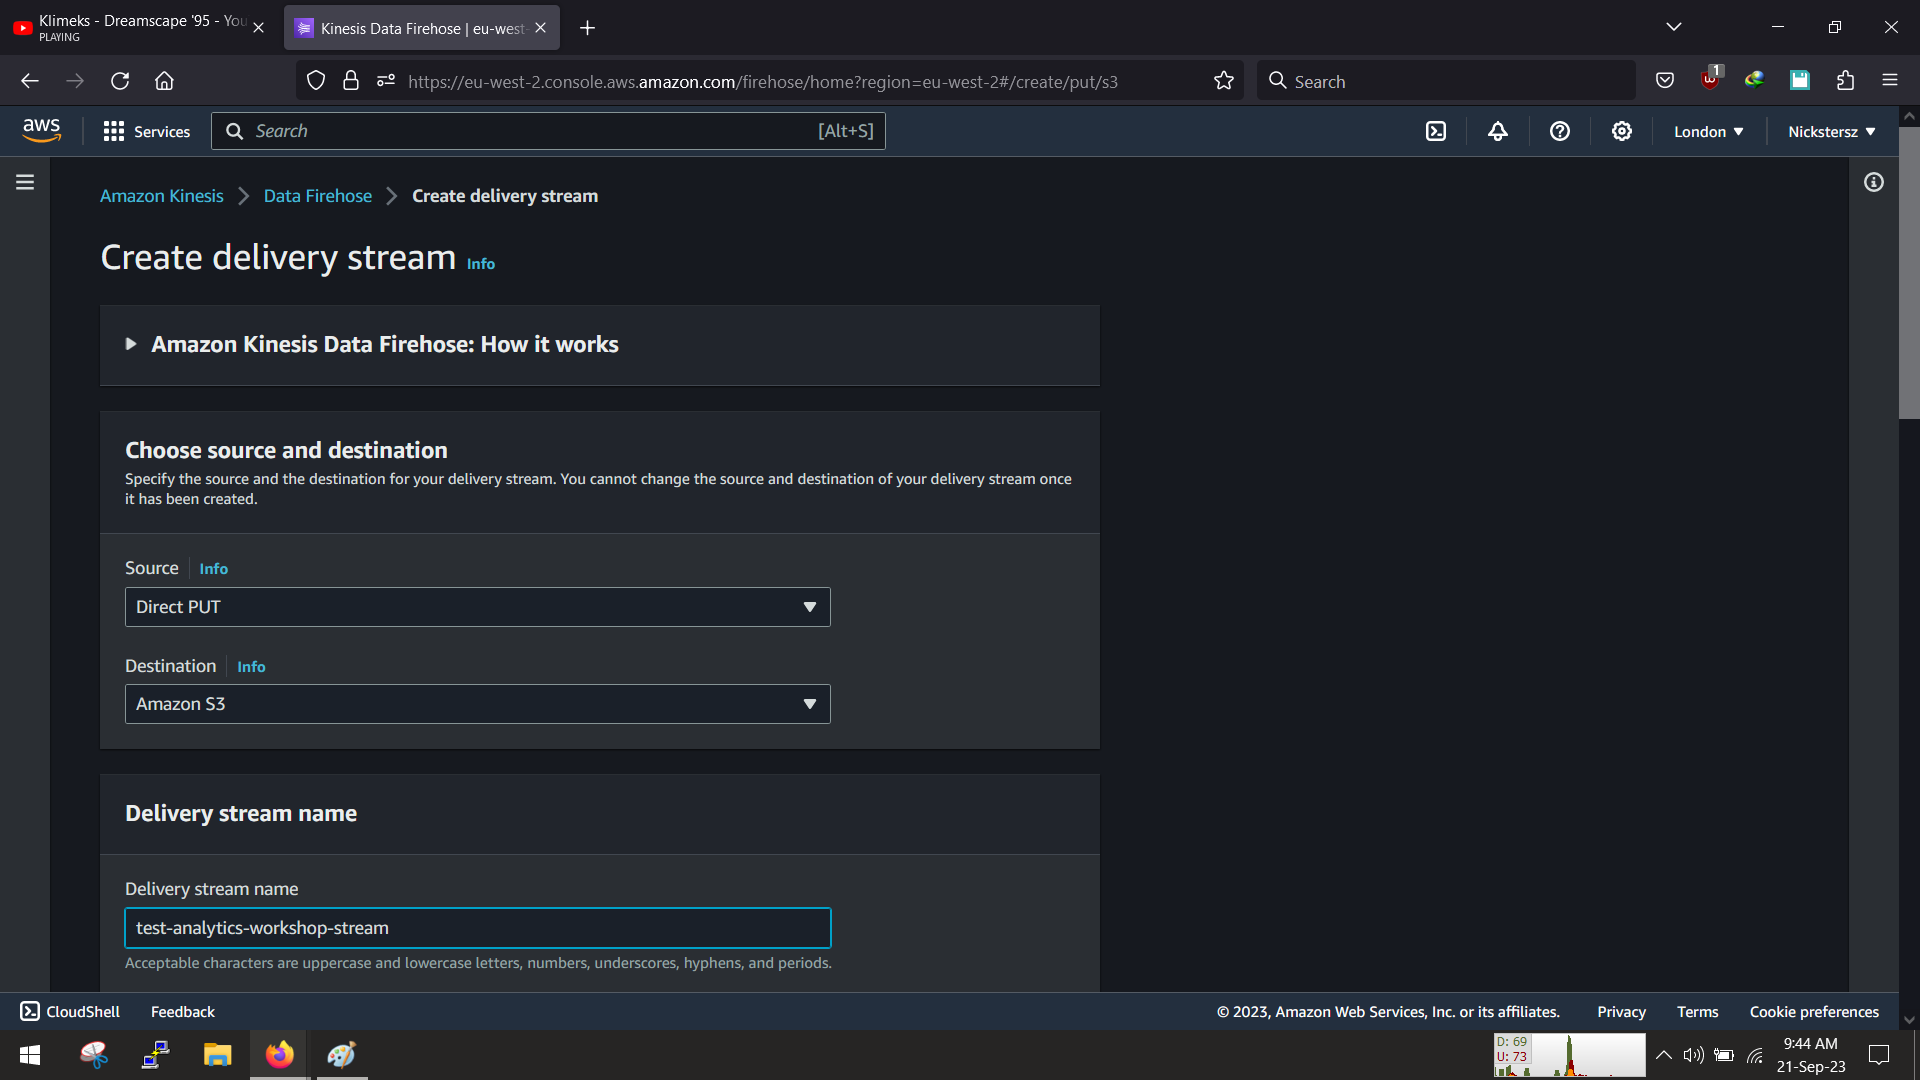 Klimeks - Dreamscape '95 - You
PLAYING
Kinesis Data Firehose | eu-west-
https://eu-west-2.console.aws.amazon.com/firehose/home?region=eu-west-2#/create/put/s3
Search
1
aws
Services
Search
[Alt+S]
London
Nickstersz
Amazon Kinesis
Data Firehose
Create delivery stream
Create delivery stream Info
Amazon Kinesis Data Firehose: How it works
Choose source and destination
Specify the source and the destination for your delivery stream. You cannot change the source and destination of your delivery stream once
it has been created.
Source Info
Direct PUT
Destination Info
Amazon S3
Delivery stream name
Delivery stream name
test-analytics-workshop-stream
Acceptable characters are uppercase and lowercase letters, numbers, underscores, hyphens, and periods.
CloudShell
Feedback
© 2023, Amazon Web Services, Inc. or its affiliates.
Privacy
Terms
Cookie preferences
D: 69
U: 73
9:44 AM
21-Sep-23